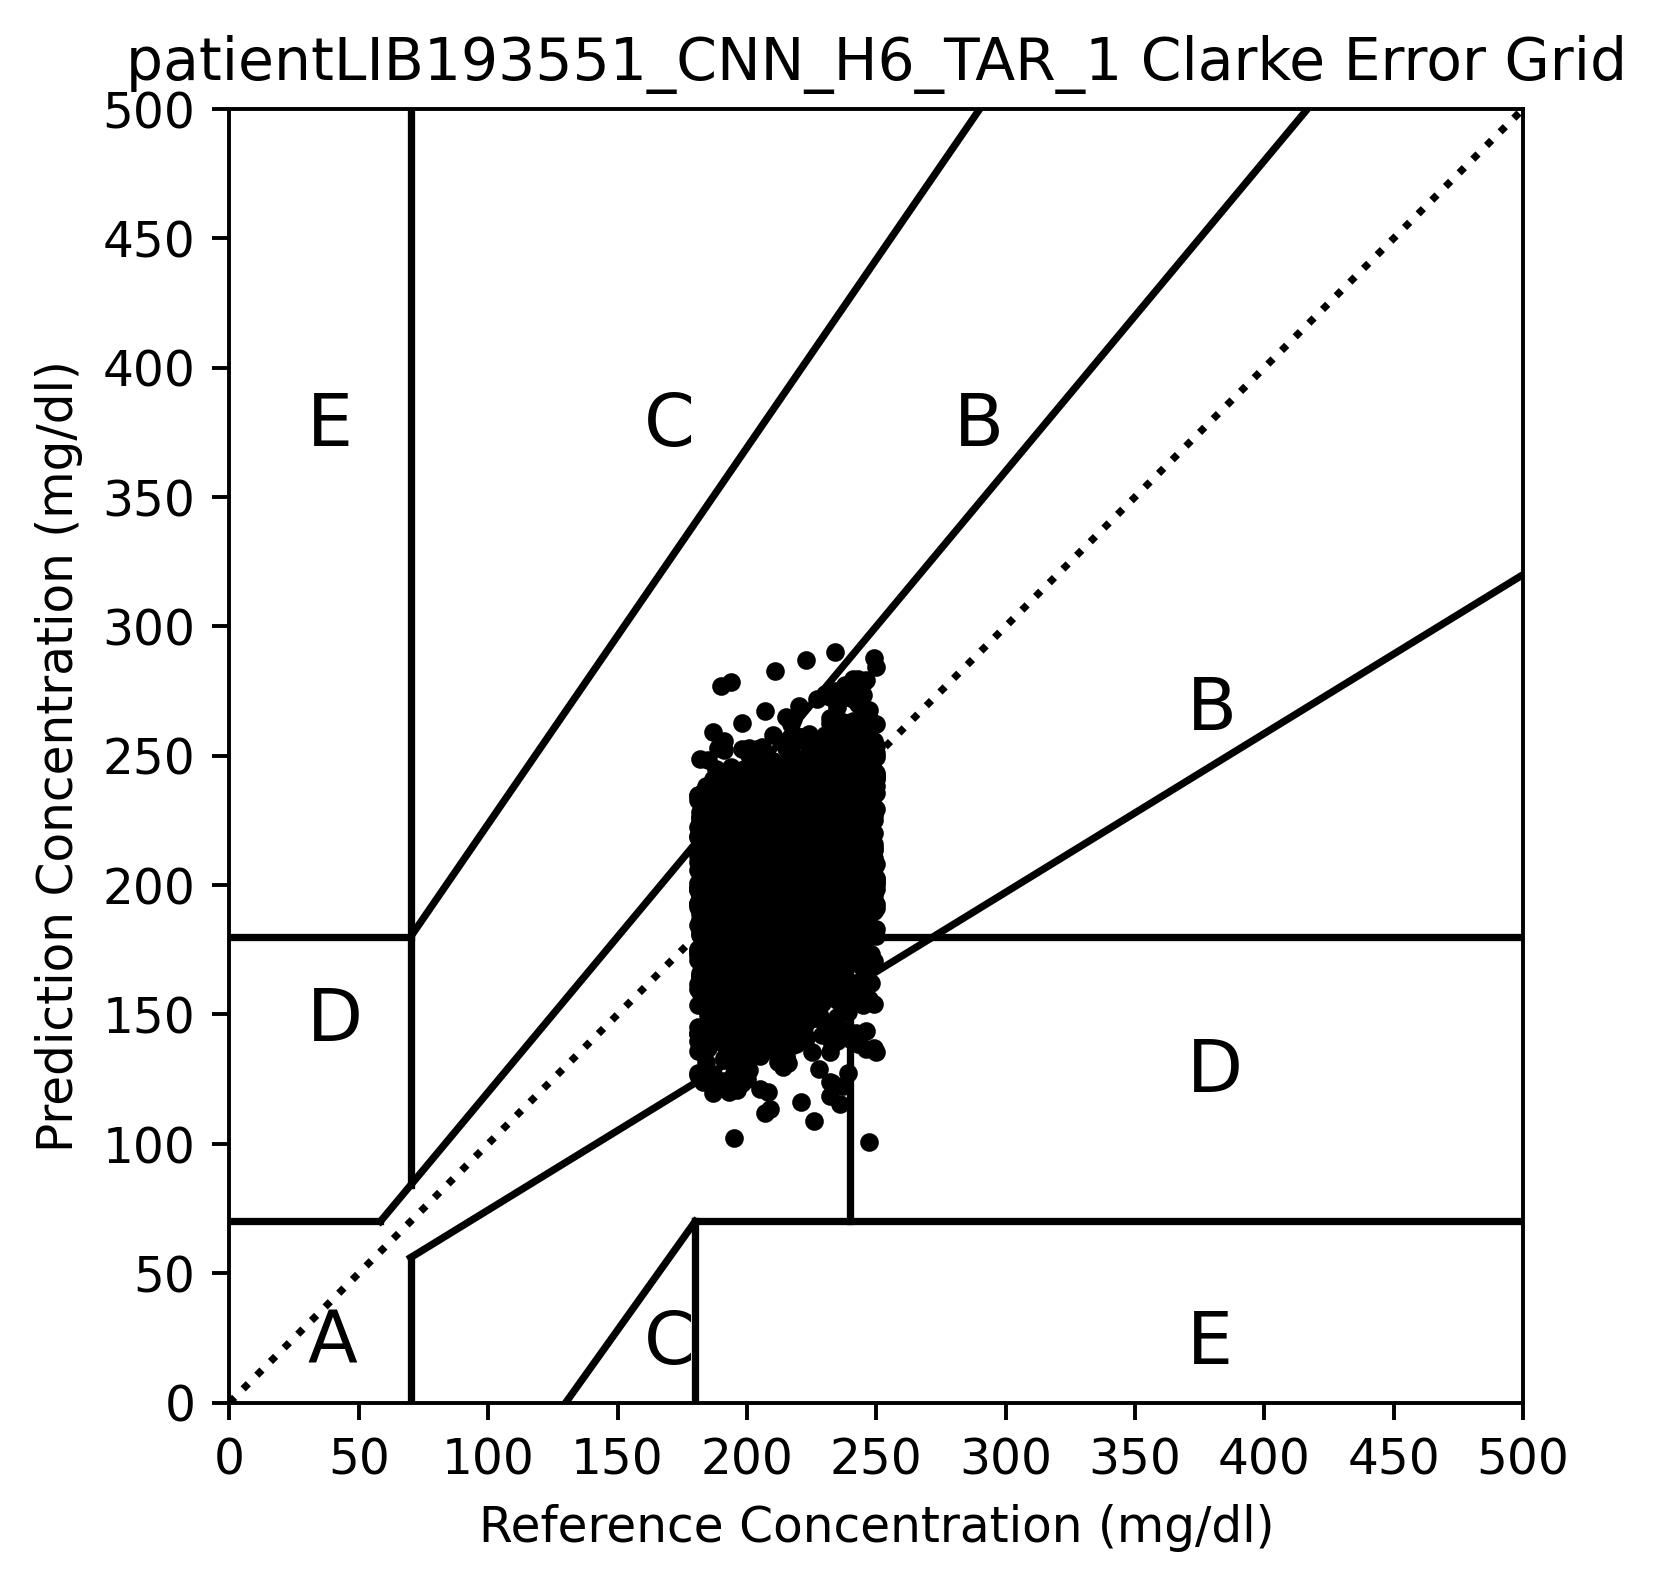 patientLIB193551_CNN_H6_TAR_1 Clarke Error Grid
500
450
400
350
300
250
200
150
100
50
0
Prediction Concentration (mg/dl)
E
C
B
B
D
D
A
C
E
0 50 100 150 200 250 300 350 400 450 500
Reference Concentration (mg/dl)